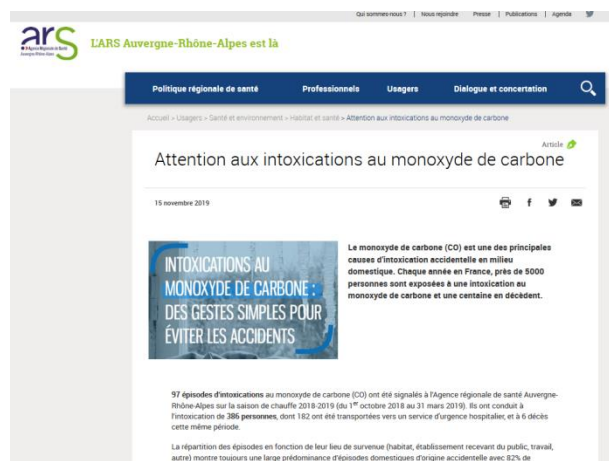 Qui sommes-nous ? | Nous rejoindre Presse | Publications | Agenda
ars
Agence Régionale de Santé
Auvergne-Rhône-Alpes
L'ARS Auvergne-Rhône-Alpes est là
Politique régionale de santé Professionnels Usagers Dialogue et concertation
Accueil » Usagers » Santé et environnement » Habitat et santé » Attention aux intoxications au monoxyde de carbone
Article
Attention aux intoxications au monoxyde de carbone
15 novembre 2019
INTOXICATIONS AU
MONOXYDE DE CARBONE :
DES GESTES SIMPLES POUR
ÉVITER LES ACCIDENTS
Le monoxyde de carbone (CO) est une des principales
causes d'intoxication accidentelle en milieu
domestique. Chaque année en France, près de 5000
personnes sont exposées à une intoxication au
monoxyde de carbone et une centaine en décèdent.
97 épisodes d'intoxications au monoxyde de carbone (CO) ont été signalés à l'Agence régionale de santé Auvergne-
Rhône-Alpes sur la saison de chauffe 2018-2019 (du 1er octobre 2018 au 31 mars 2019). Ils ont conduit à
l'intoxication de 386 personnes, dont 182 ont été transportées vers un service d'urgence hospitalier, et à 6 décès
cette même période.
La répartition des épisodes en fonction de leur lieu de survenue (habitat, établissement recevant du public, travail,
autre) montre toujours une large prédominance d'épisodes domestiques d'origine accidentelle avec 82% de